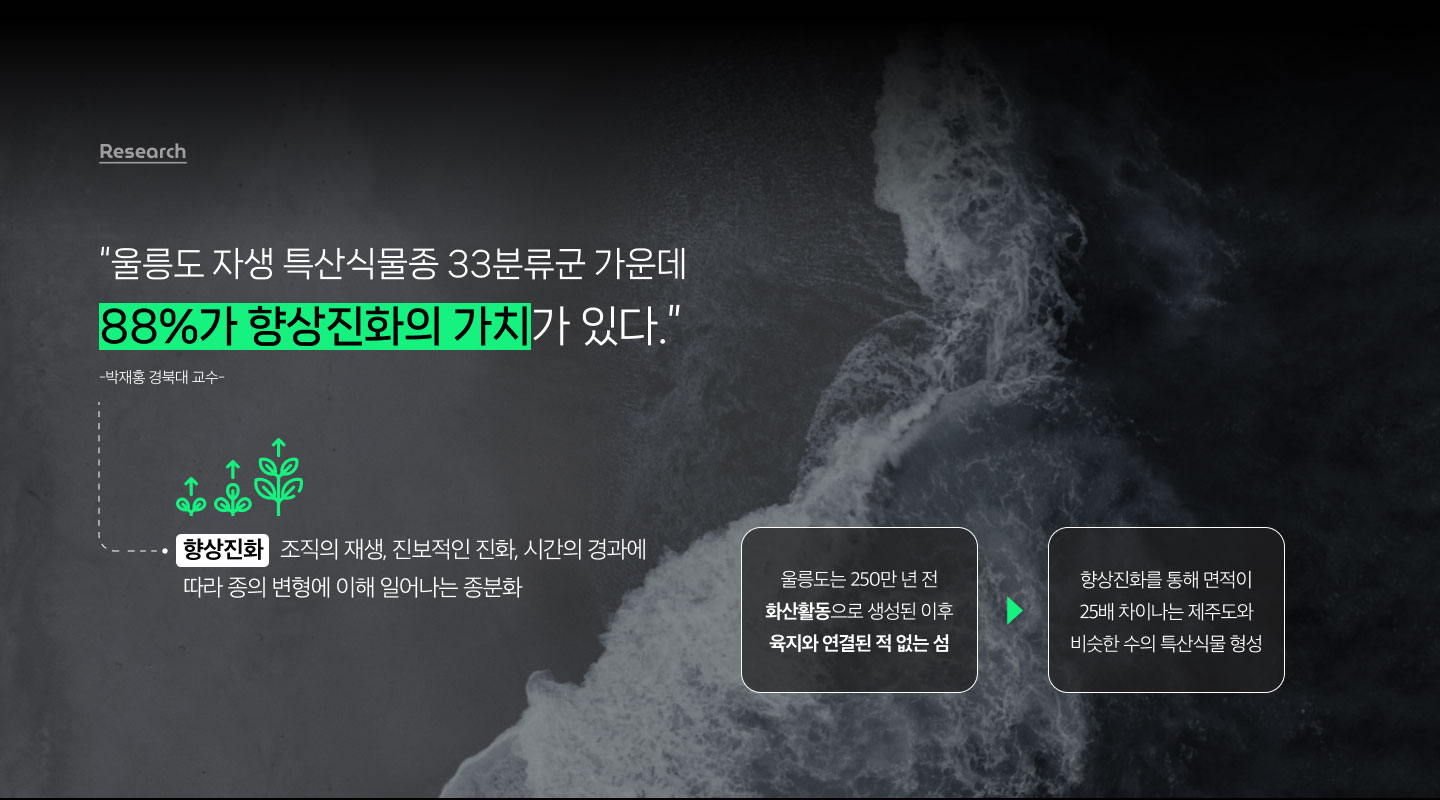 Research
"울릉도 자생 특산식물종 33분류군 가운데
88%가 향상진화의 가치가 있다."
-박재홍 경북대 교수-
향상진화 조직의 재생, 진보적인 진화, 시간의 경과에
따라 종의 변형에 이해 일어나는 종분화
울릉도는 250만 년 전
화산활동으로 생성된 이후
육지와 연결된 적 없는 섬
향상진화를 통해 면적이
25배 차이나는 제주도와
비슷한 수의 특산식물 형성